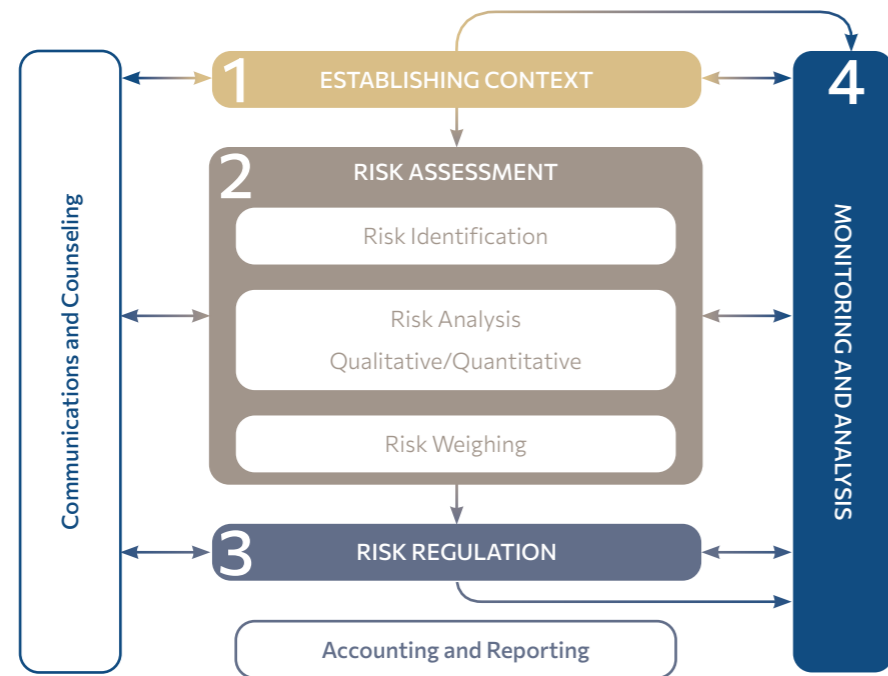 1
ESTABLISHING CONTEXT
4
2
RISK ASSESSMENT
Risk Identification
Risk Analysis
Qualitative/Quantitative
Risk Weighing
3
RISK REGULATION
Accounting and Reporting
Communications and Counseling
MONITORING AND ANALYSIS